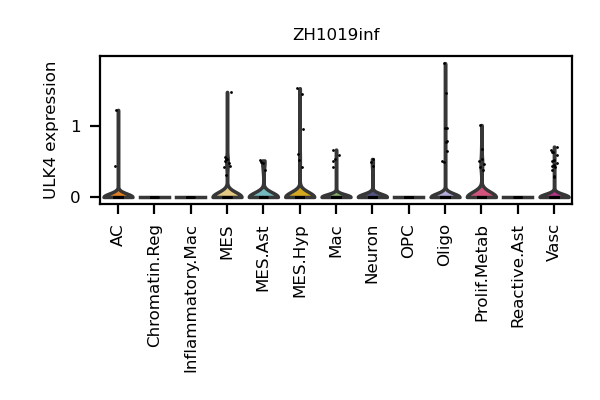 ZH1019inf
ULK4 expression
1
0
AC
Chromatin.Reg
Inflammatory.Mac
MES
MES.Ast
MES.Hyp
Mac
Neuron
OPC
Oligo
Prolif.Metab
Reactive.Ast
Vasc